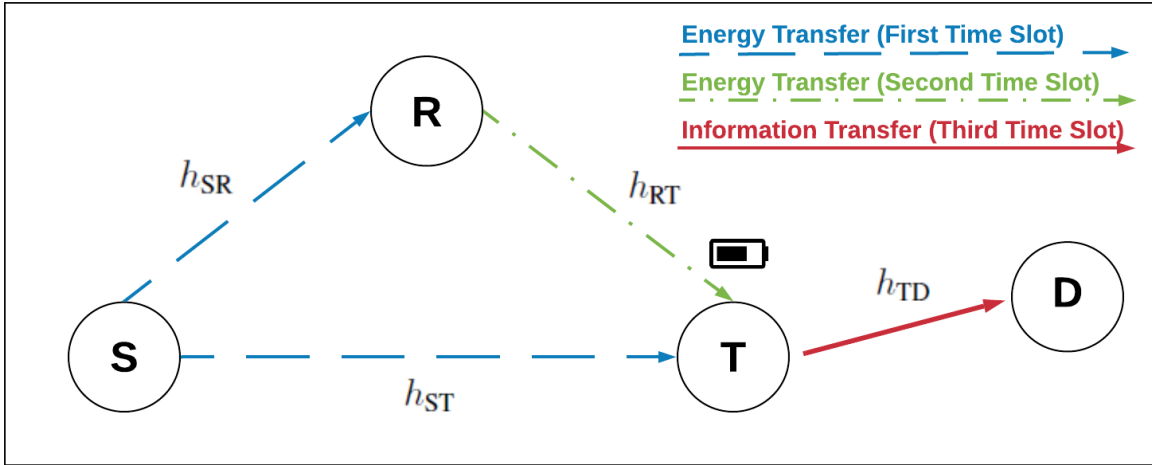 Energy Transfer (First Time Slot)
Energy Transfer (Second Time Slot)
Information Transfer (Third Time Slot)
R
h_SR
h_RT
h_TD
D
S
T
h_ST